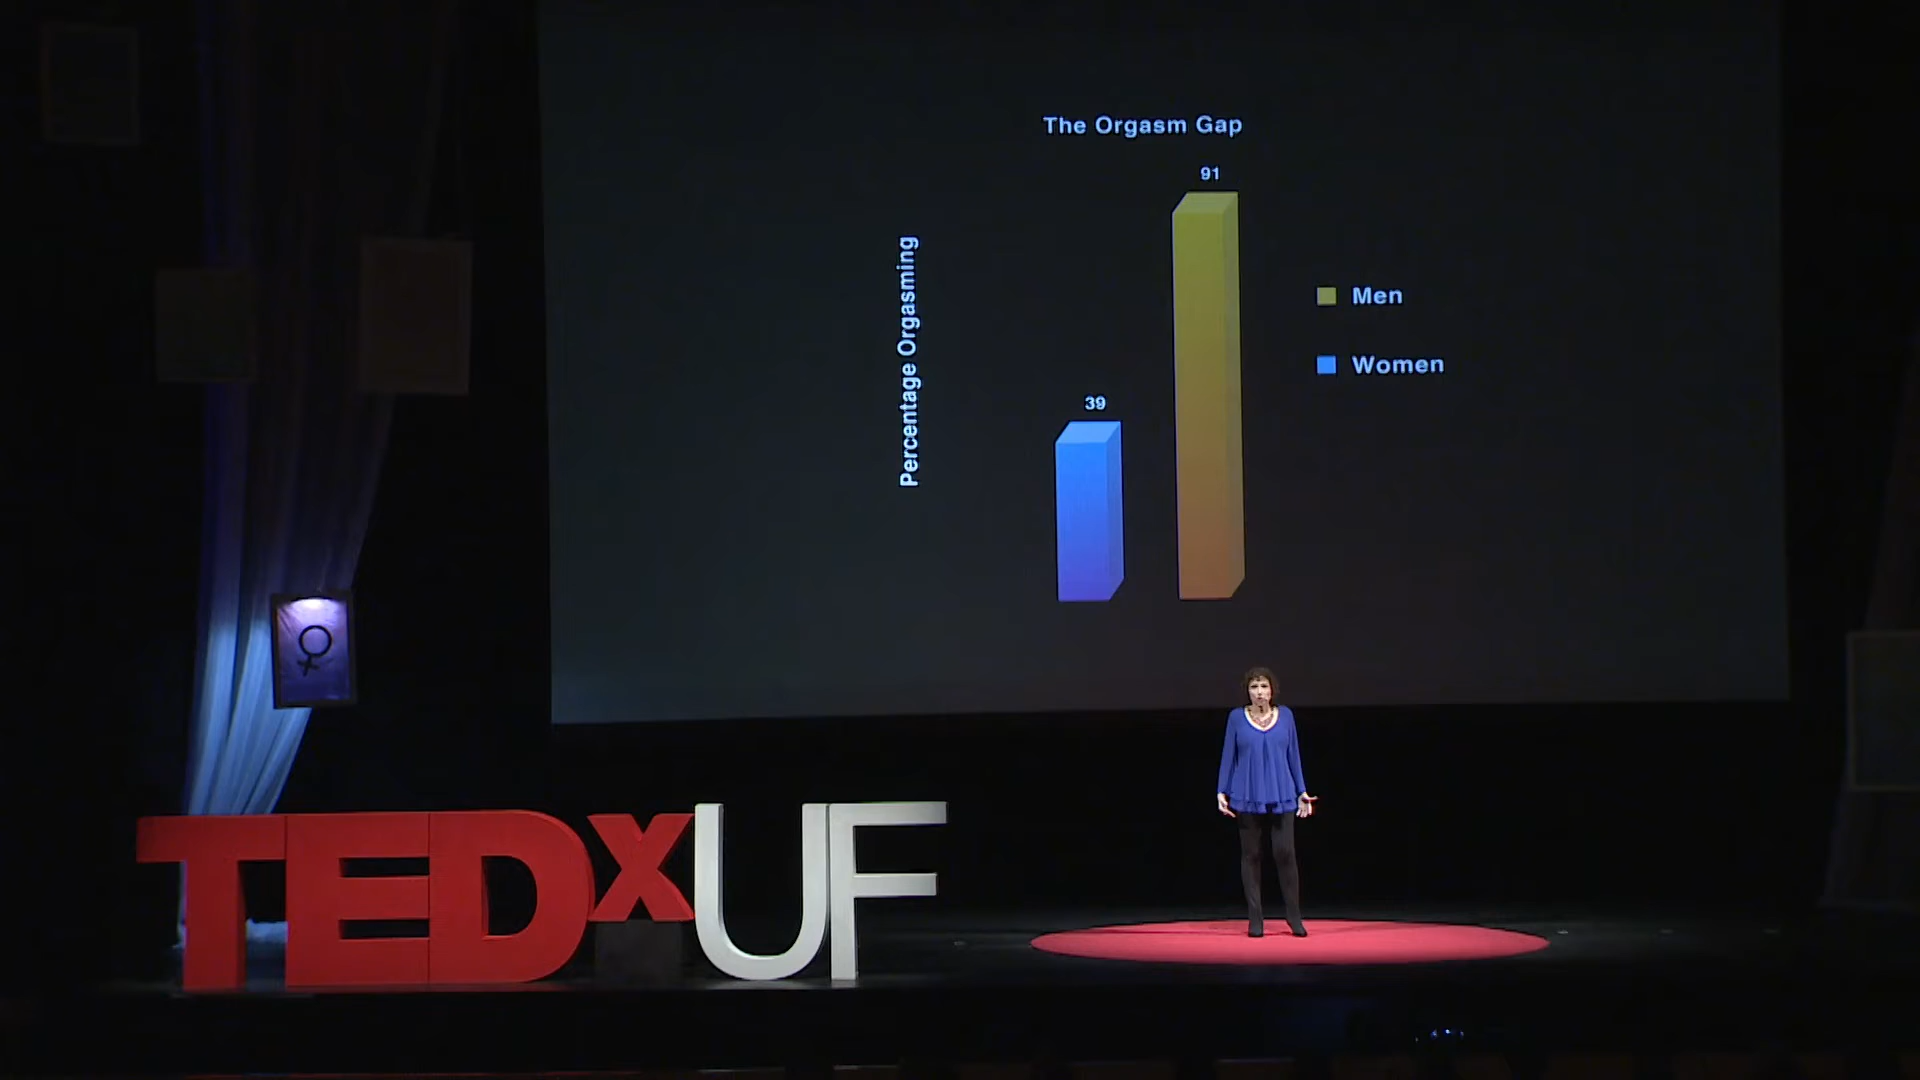 The Orgasm Gap
91
Percentage Orgasming
Men
Women
39
TEDxUF